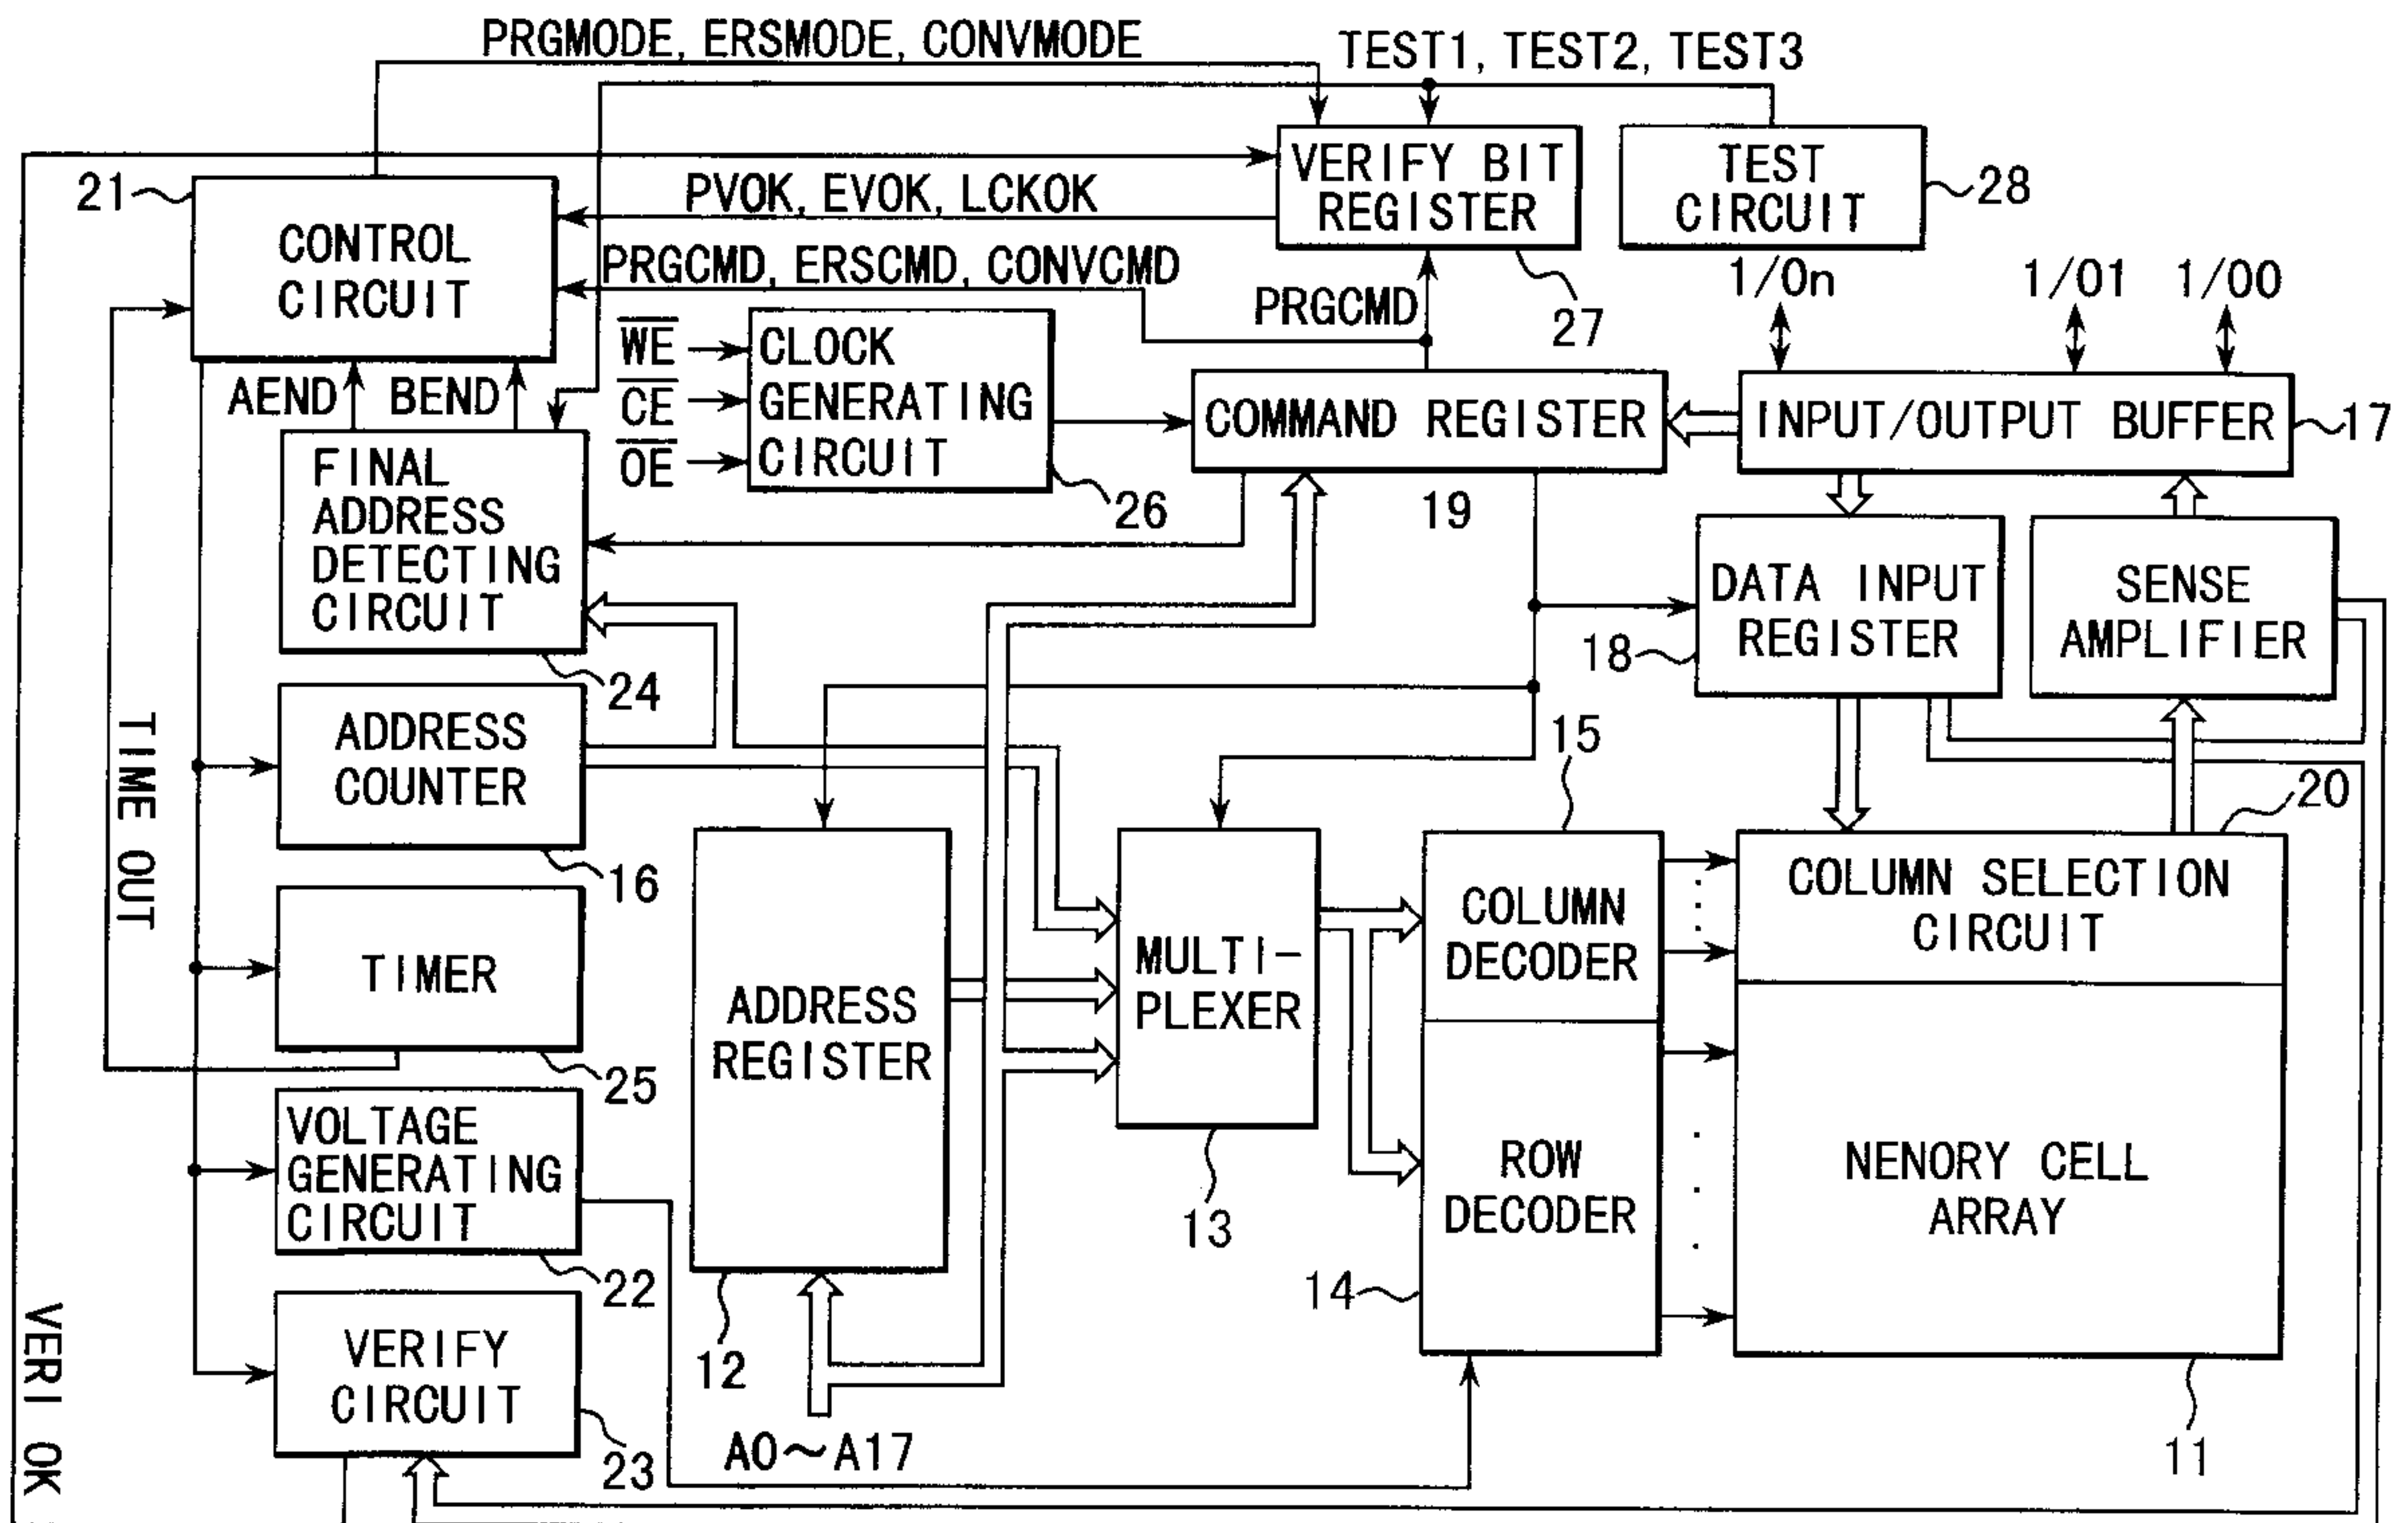 PRGMODE, ERSMODE, CONVMODE
TEST1, TEST2, TEST3
21
CONTROL
CIRCUIT
PVOK, EVOK, LCKOK
PRGCMD, ERSCMD, CONVCMD
VERIFY BIT
REGISTER
27
PRGCMD
TEST
CIRCUIT
28
1/0n
1/01
1/00
AEND
BEND
WE
CE
OE
CLOCK
GENERATING
CIRCUIT
26
COMMAND REGISTER
19
INPUT/OUTPUT BUFFER
17
FINAL
ADDRESS
DETECTING
CIRCUIT
24
DATA INPUT
REGISTER
18
SENSE
AMPLIFIER
TIME OUT
ADDRESS
COUNTER
16
15
20
TIMER
25
ADDRESS
REGISTER
12
MULTI-
PLEXER
13
COLUMN
DECODER
COLUMN SELECTION
CIRCUIT
ROW
DECODER
14
NENORY CELL
ARRAY
11
VOLTAGE
GENERATING
CIRCUIT
22
VERIFY
CIRCUIT
23
A0~A17
VERI OK